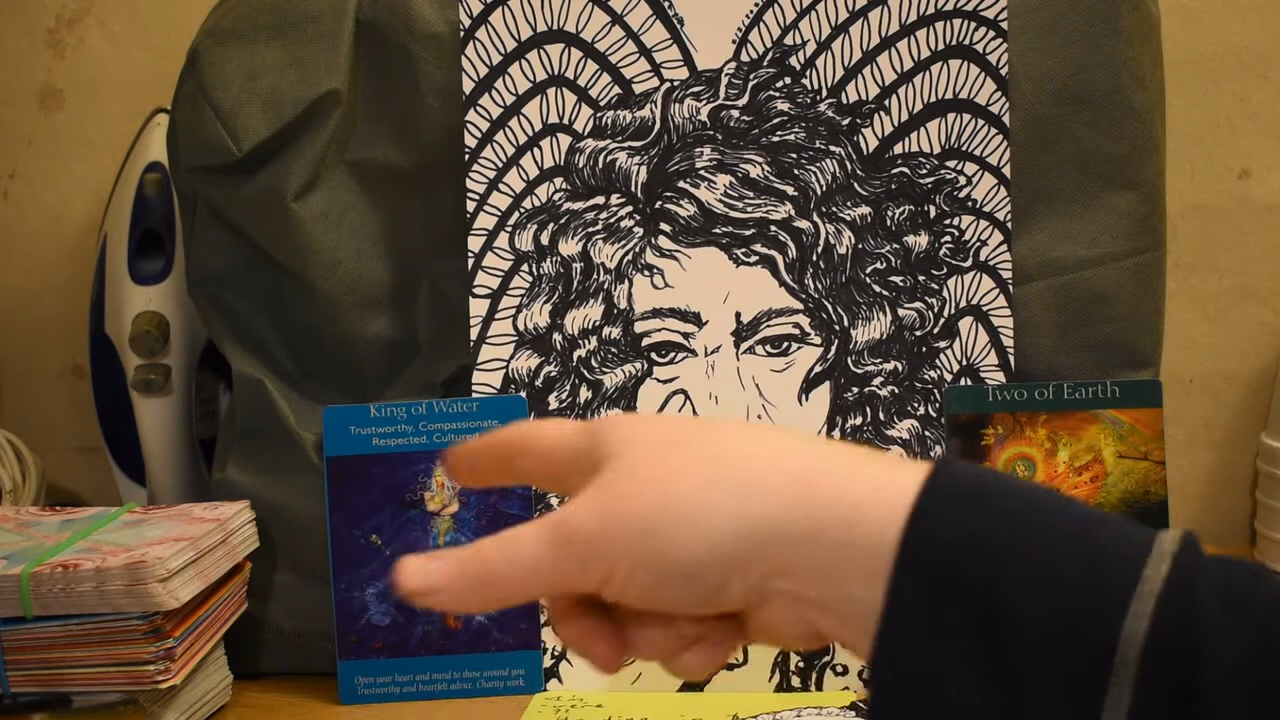 King of Water
Trustworthy, Compassionate,
Respected, Cultured
Open your heart and mind to those around you.
Trustworthy and heartfelt advice. Charity work.
Two of Earth
were